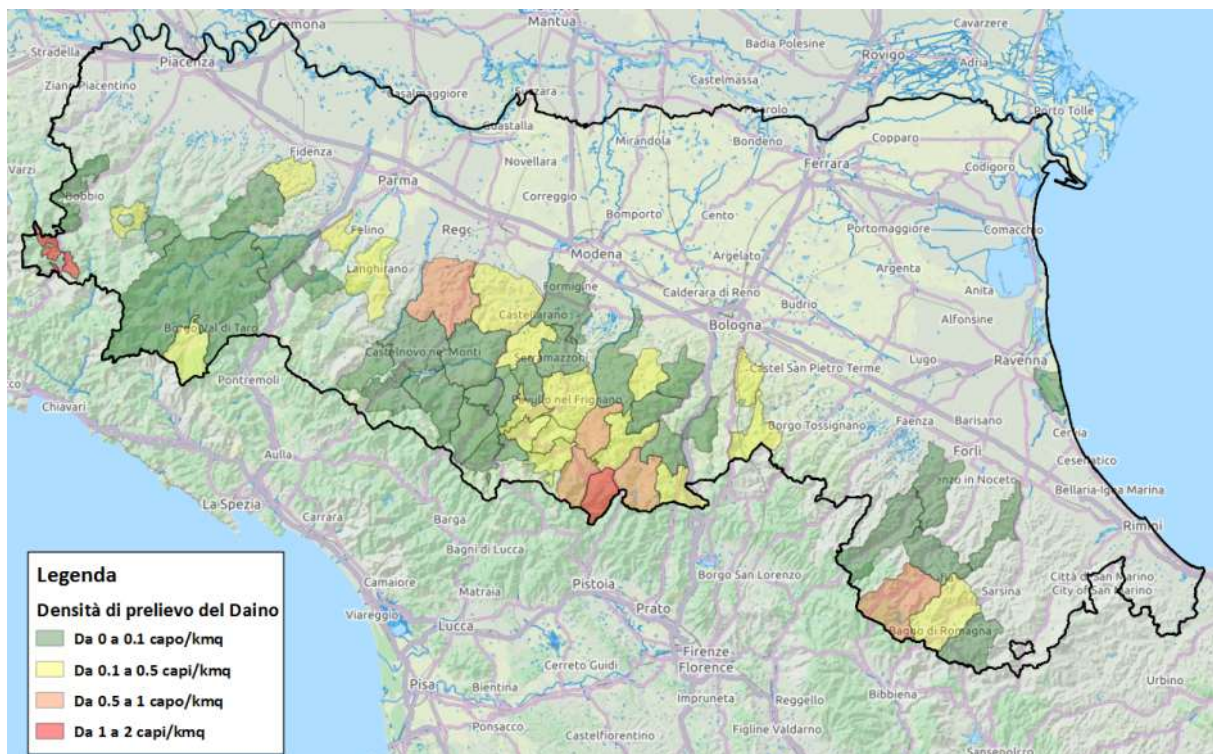 Cremona
Mantua
Cavarzere
Stradella
Piacenza
Badia Polesine
Rovigo
Adria
Ziano Piacentino
Castelmassa
Casalmaggiore
Porto Tolle
Guastalla
Mirandola
Bondeno
Copparo
Fidenza
Novellara
Ferrara
Varzi
Parma
Codigoro
Bobbio
Correggio
Cento
Bomporto
Portomaggiore
Comacchio
Felino
Modena
Argelato
Langhirano
Argenta
Formigine
Calderara di Reno
Anita
Castellarano
Budrio
Bologna
Alfonsine
Borgo Val di Taro
Castelnovo ne' Monti
Serramazzoni
Lugo
Ravenna
Castel San Pietro Terme
Pontremoli
Pavullo nel Frignano
Chiavari
Faenza
Barisano
Borgo Tossignano
Cervia
Aulla
Forlì
Cesenatico
La Spezia
Bellaria-Igea Marina
Carrara
Barga
Rimini
Bagni di Lucca
Legenda
Camaiore
Pistoia
Borgo San Lorenzo
Sarsina
Città di San Marino
City of San Marino
Densità di prelievo del Daino
Matraia
Viareggio
Prato
Bagno di Romagna
Da 0 a 0.1 capo/kmq
Lucca
Firenze
Florence
Da 0.1 a 0.5 capi/kmq
Cerreto Guidi
Urbino
Pisa
Bientina
Impruneta
Reggello
Bibbiena
Da 0.5 a 1 capo/kmq
Ponsacco
Castelfiorentino
Figline Valdarno
Da 1 a 2 capi/kmq